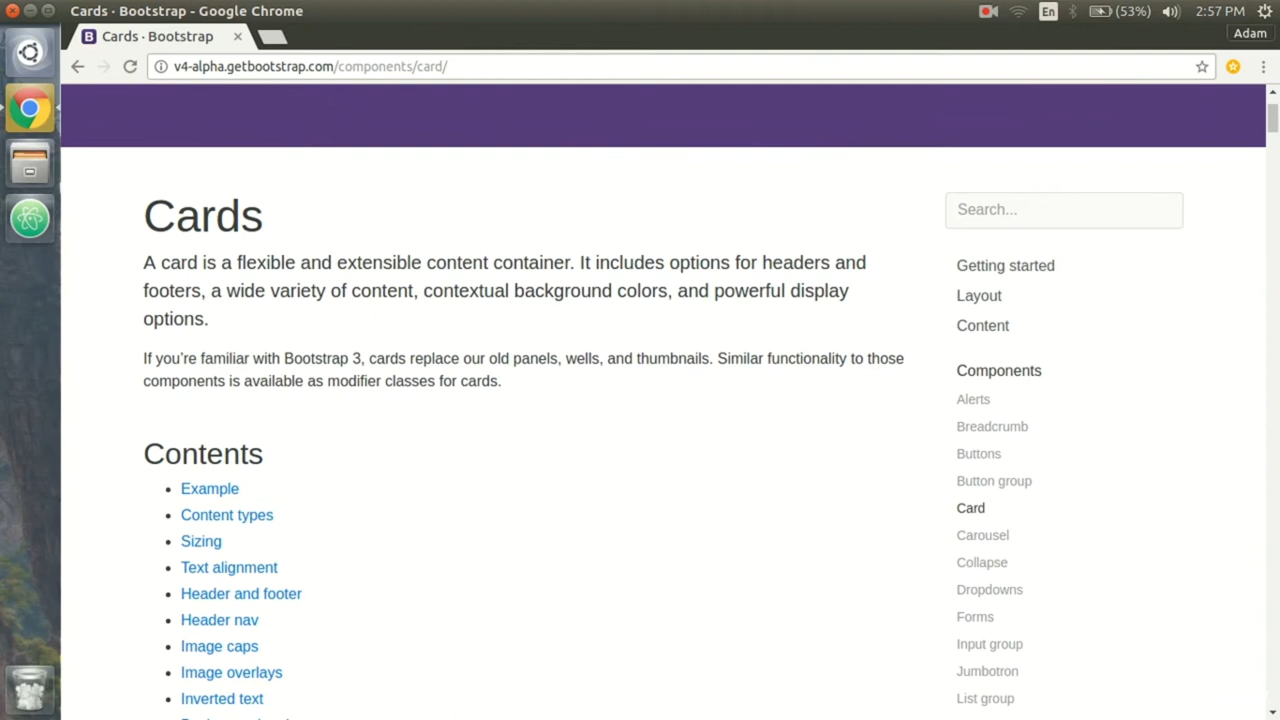 Cards · Bootstrap - Google Chrome
En
(53%)
2:57 PM
Cards · Bootstrap
Adam
v4-alpha.getbootstrap.com/components/card/
Cards
A card is a flexible and extensible content container. It includes options for headers and
footers, a wide variety of content, contextual background colors, and powerful display
options.
If you’re familiar with Bootstrap 3, cards replace our old panels, wells, and thumbnails. Similar functionality to those
components is available as modifier classes for cards.
Contents
Example
Content types
Sizing
Text alignment
Header and footer
Header nav
Image caps
Image overlays
Inverted text
Search...
Getting started
Layout
Content
Components
Alerts
Breadcrumb
Buttons
Button group
Card
Carousel
Collapse
Dropdowns
Forms
Input group
Jumbotron
List group